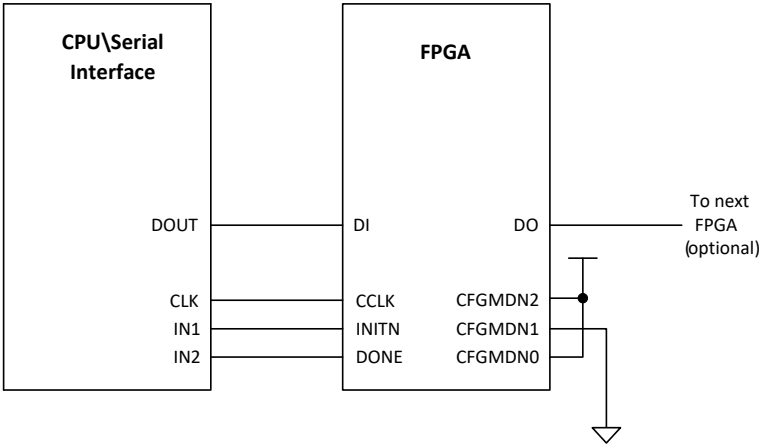 CPU\Serial
Interface
FPGA
DOUT
DI
DO
To next
FPGA
(optional)
CLK
CCLK
CFGMDN2
IN1
INITN
CFGMDN1
IN2
DONE
CFGMDN0